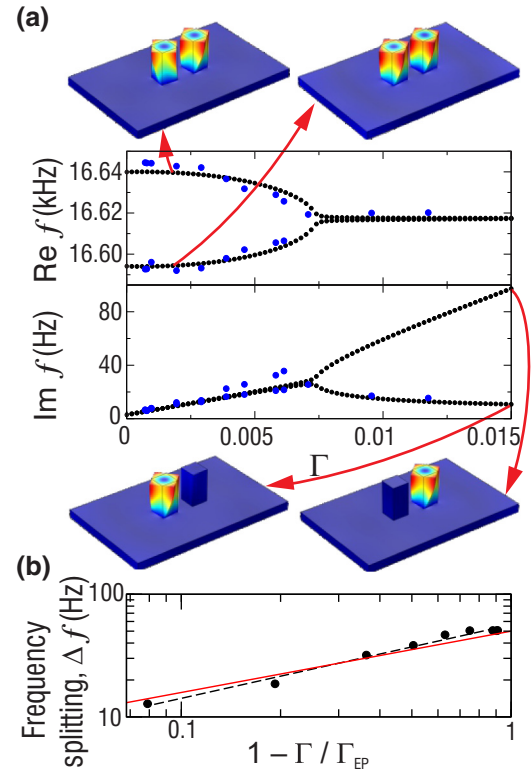 (a)
Re f (kHz)
16.64
16.62
16.60
Im f (Hz)
80
40
0
0 0.005 0.01 0.015
Γ
(b)
Frequency
splitting, Δf (Hz)
100
10
0.1 1
1 − Γ / Γ_EP